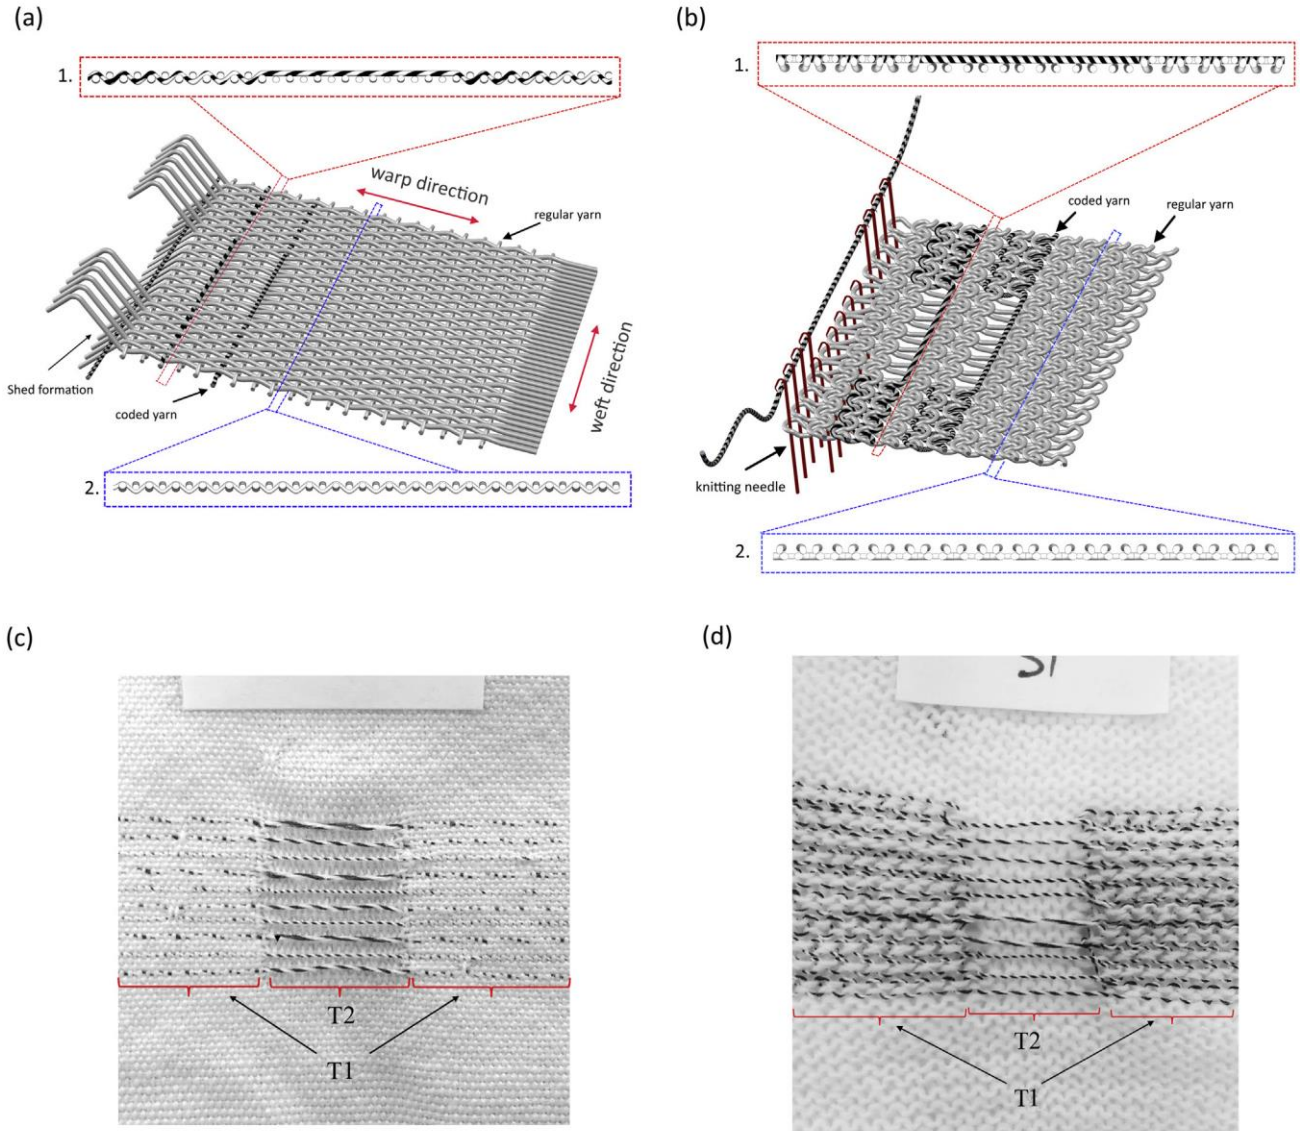 (a)
1.
warp direction
regular yarn
weft direction
Shed formation
coded yarn
2.
(b)
1.
coded yarn
regular yarn
knitting needle
2.
(c)
T2
T1
(d)
SI
T2
T1